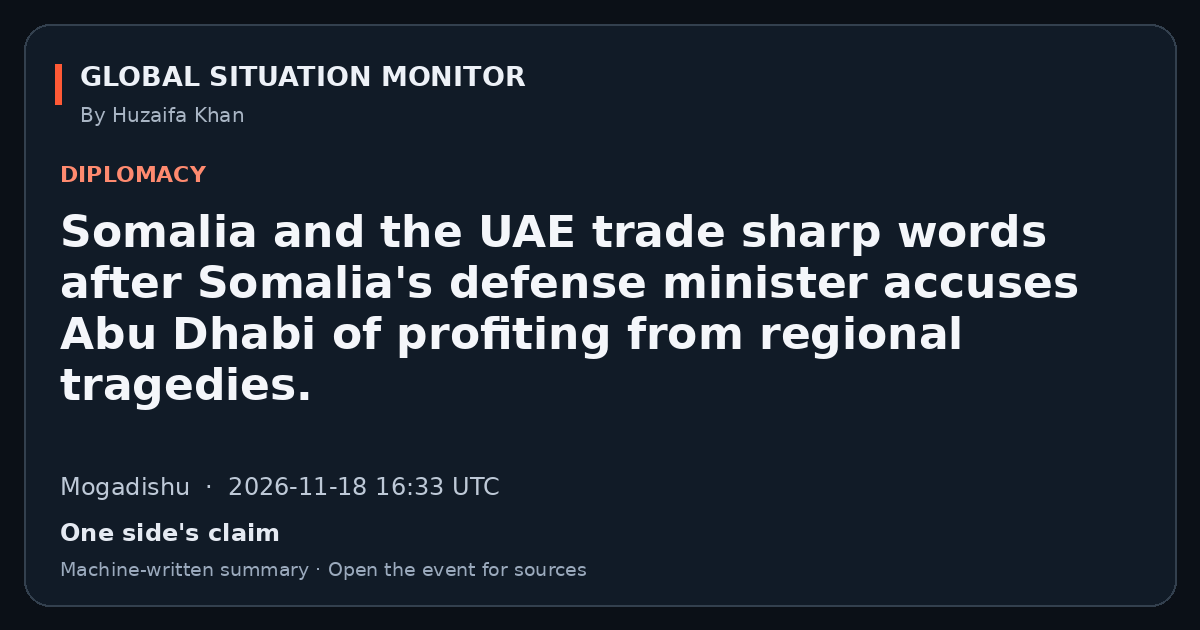 GLOBAL SITUATION MONITOR
By Huzaifa Khan
DIPLOMACY
Somalia and the UAE trade sharp words
after Somalia's defense minister accuses
Abu Dhabi of profiting from regional
tragedies.
Mogadishu · 2026-11-18 16:33 UTC
One side's claim
Machine-written summary · Open the event for sources